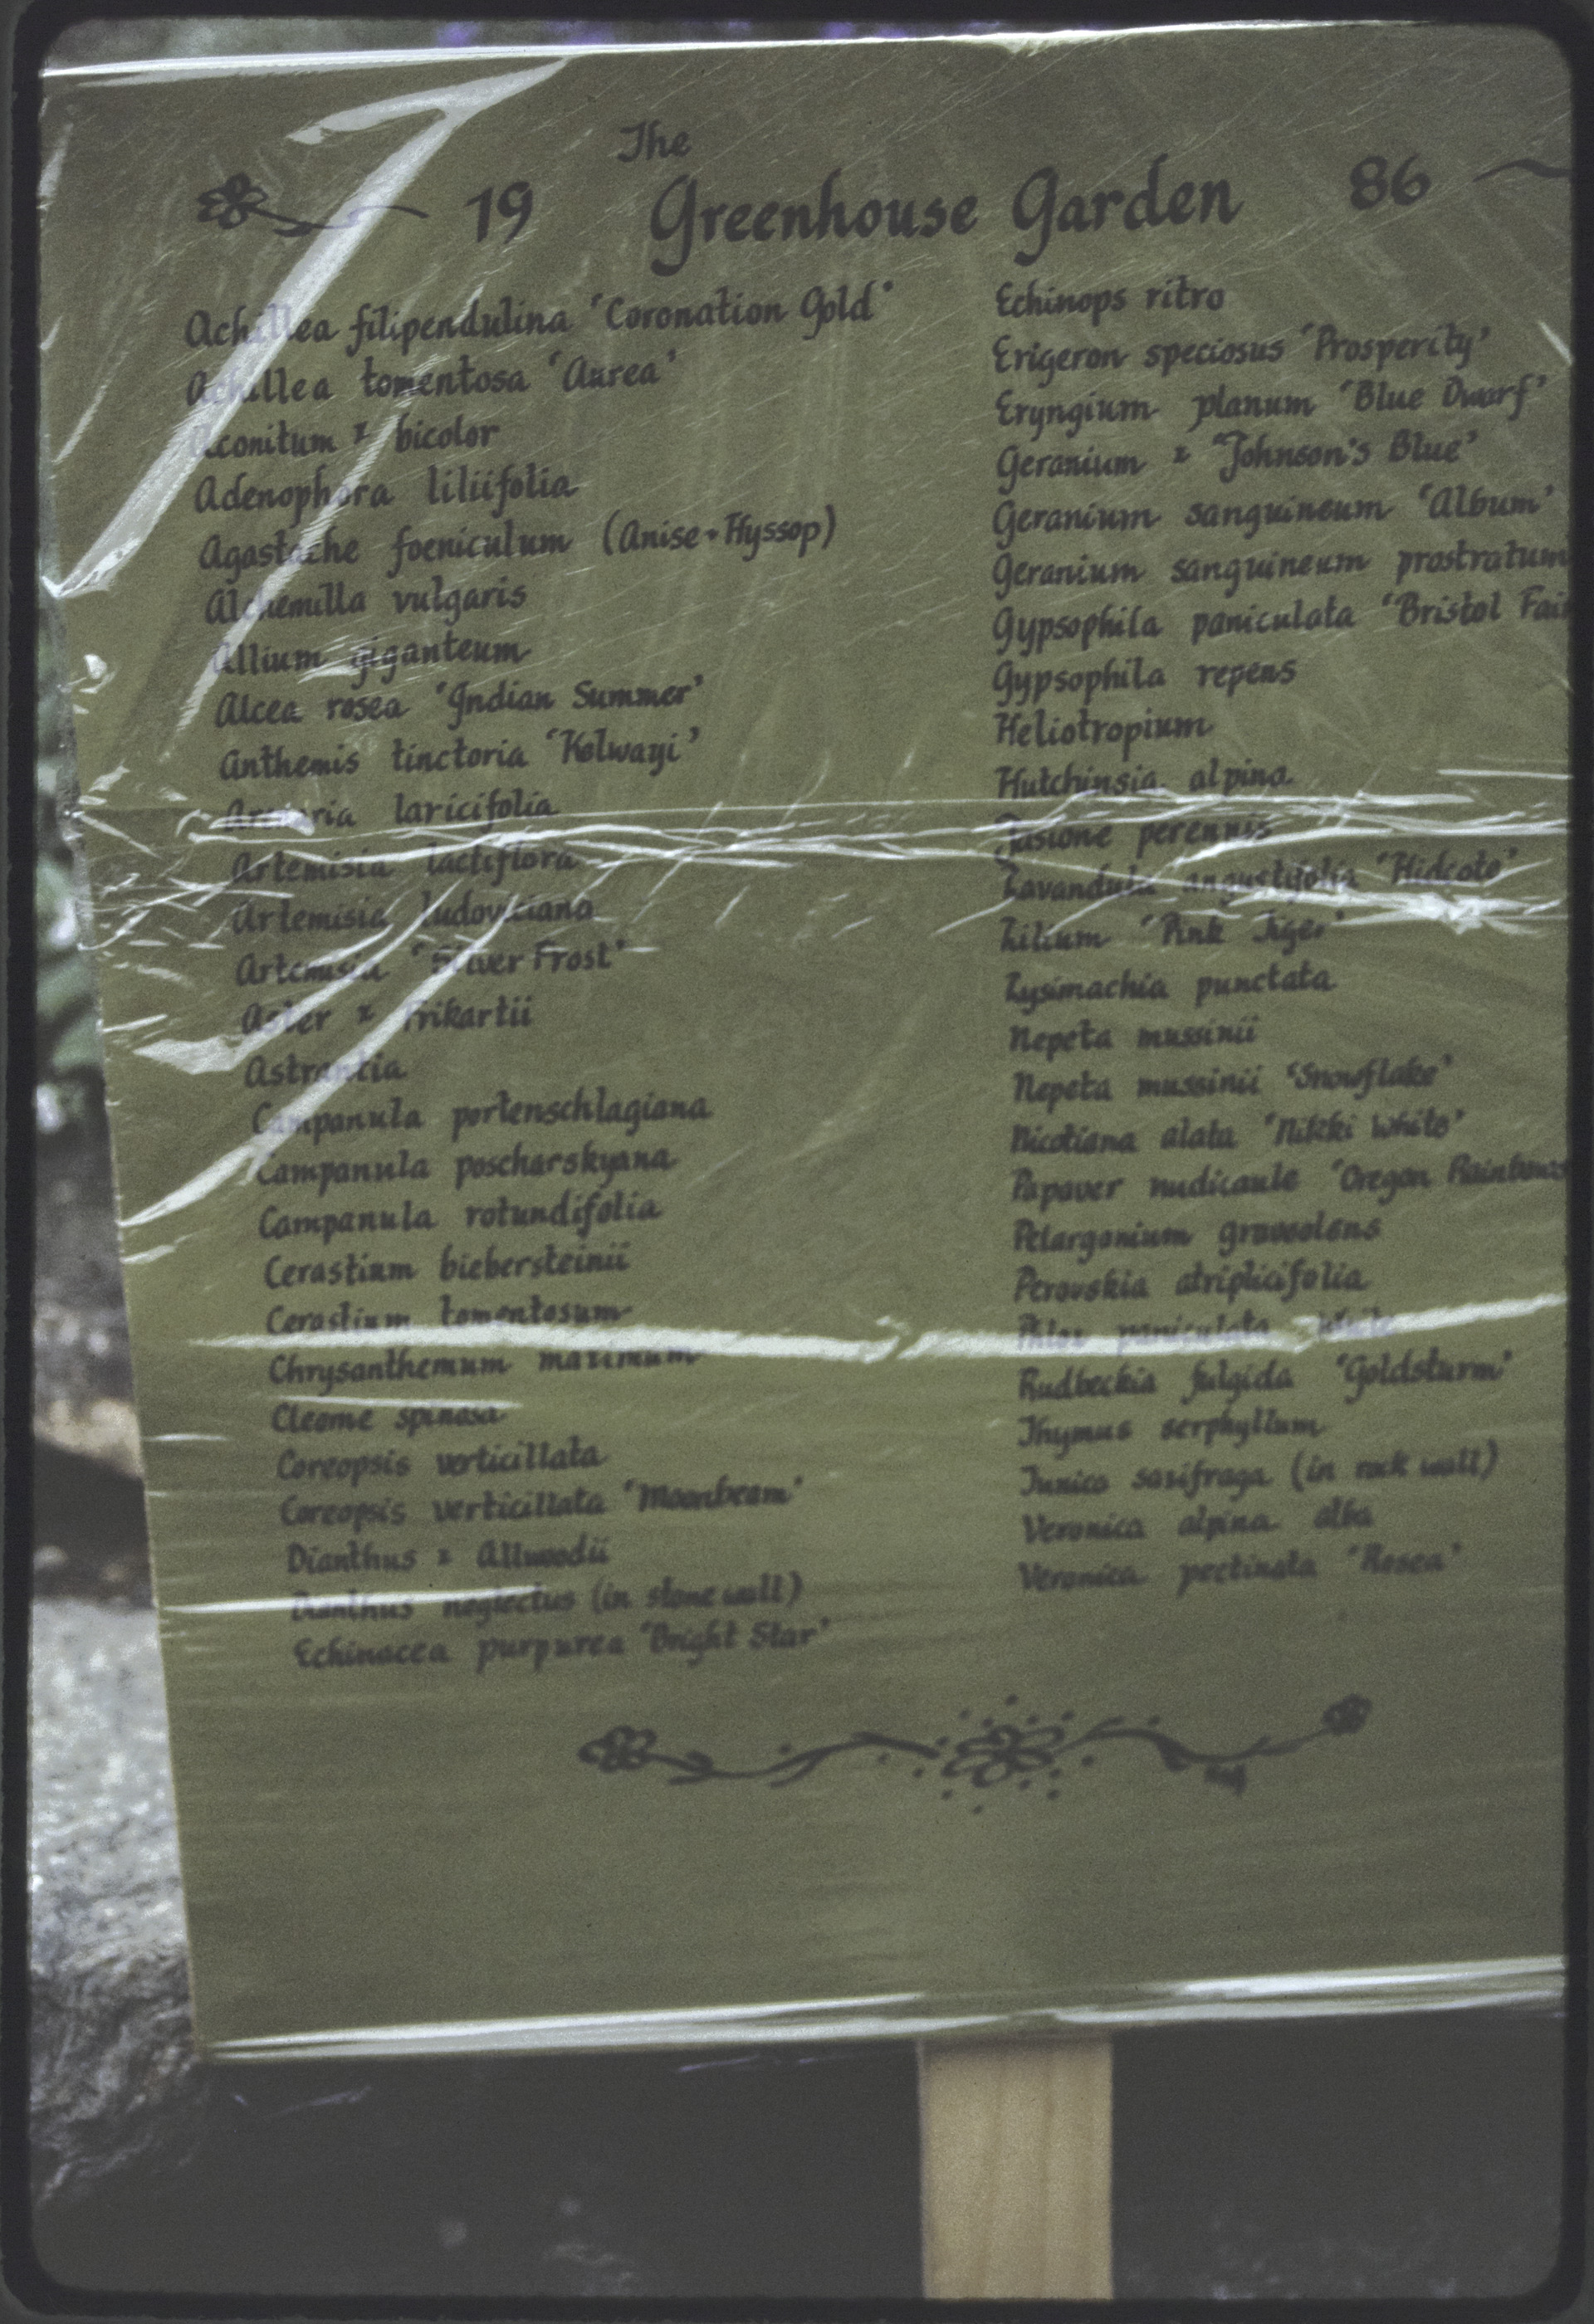 The
19 Greenhouse Garden 86
Achillea filipendulina 'Coronation Gold'
Achillea tomentosa 'Aurea'
Aconitum x bicolor
Adenophora liliifolia
Agastache foeniculum (Anise-Hyssop)
Alchemilla vulgaris
Allium giganteum
Alcea rosea 'Indian Summer'
Anthemis tinctoria 'Kelwayi'
Arenaria laricifolia
Artemisia lactiflora
Artemisia ludoviciana
Artemisia 'Silver Frost'
Aster x Frikartii
Astrantia
Campanula portenschlagiana
Campanula poscharskyana
Campanula rotundifolia
Cerastium biebersteinii
Cerastium tomentosum
Chrysanthemum maximum
Cleome spinosa
Coreopsis verticillata
Coreopsis verticillata 'Moonbeam'
Dianthus x Allwoodii
Dianthus neglectus (in stone wall)
Echinacea purpurea 'Bright Star'
Echinops ritro
Erigeron speciosus 'Prosperity'
Eryngium planum 'Blue Dwarf'
Geranium x 'Johnson's Blue'
Geranium sanguineum 'Album'
Geranium sanguineum prostratum
Gypsophila paniculata 'Bristol Fai
Gypsophila repens
Heliotropium
Hutchinsia alpina
Jasione perennis
Lavandula angustifolia 'Hidcote'
Lilium 'Pink Tiger'
Lysimachia punctata
Nepeta mussinii
Nepeta mussinii 'Snowflake'
Nicotiana alata 'Nikki White'
Papaver nudicaule 'Oregon Rainbows
Pelargonium graveolens
Perovskia atriplicifolia
Phlox paniculata White
Rudbeckia fulgida 'Goldsturm'
Thymus serphyllum
Tunica saxifraga (in rock wall)
Veronica alpina alba
Veronica pectinata 'Rosea'